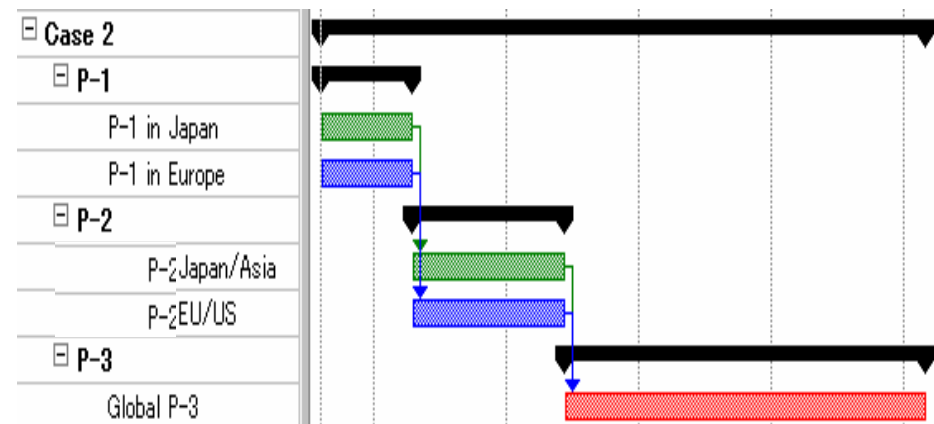 Case 2
P-1
P-1 in Japan
P-1 in Europe
P-2
P-2Japan/Asia
P-2EU/US
P-3
Global P-3